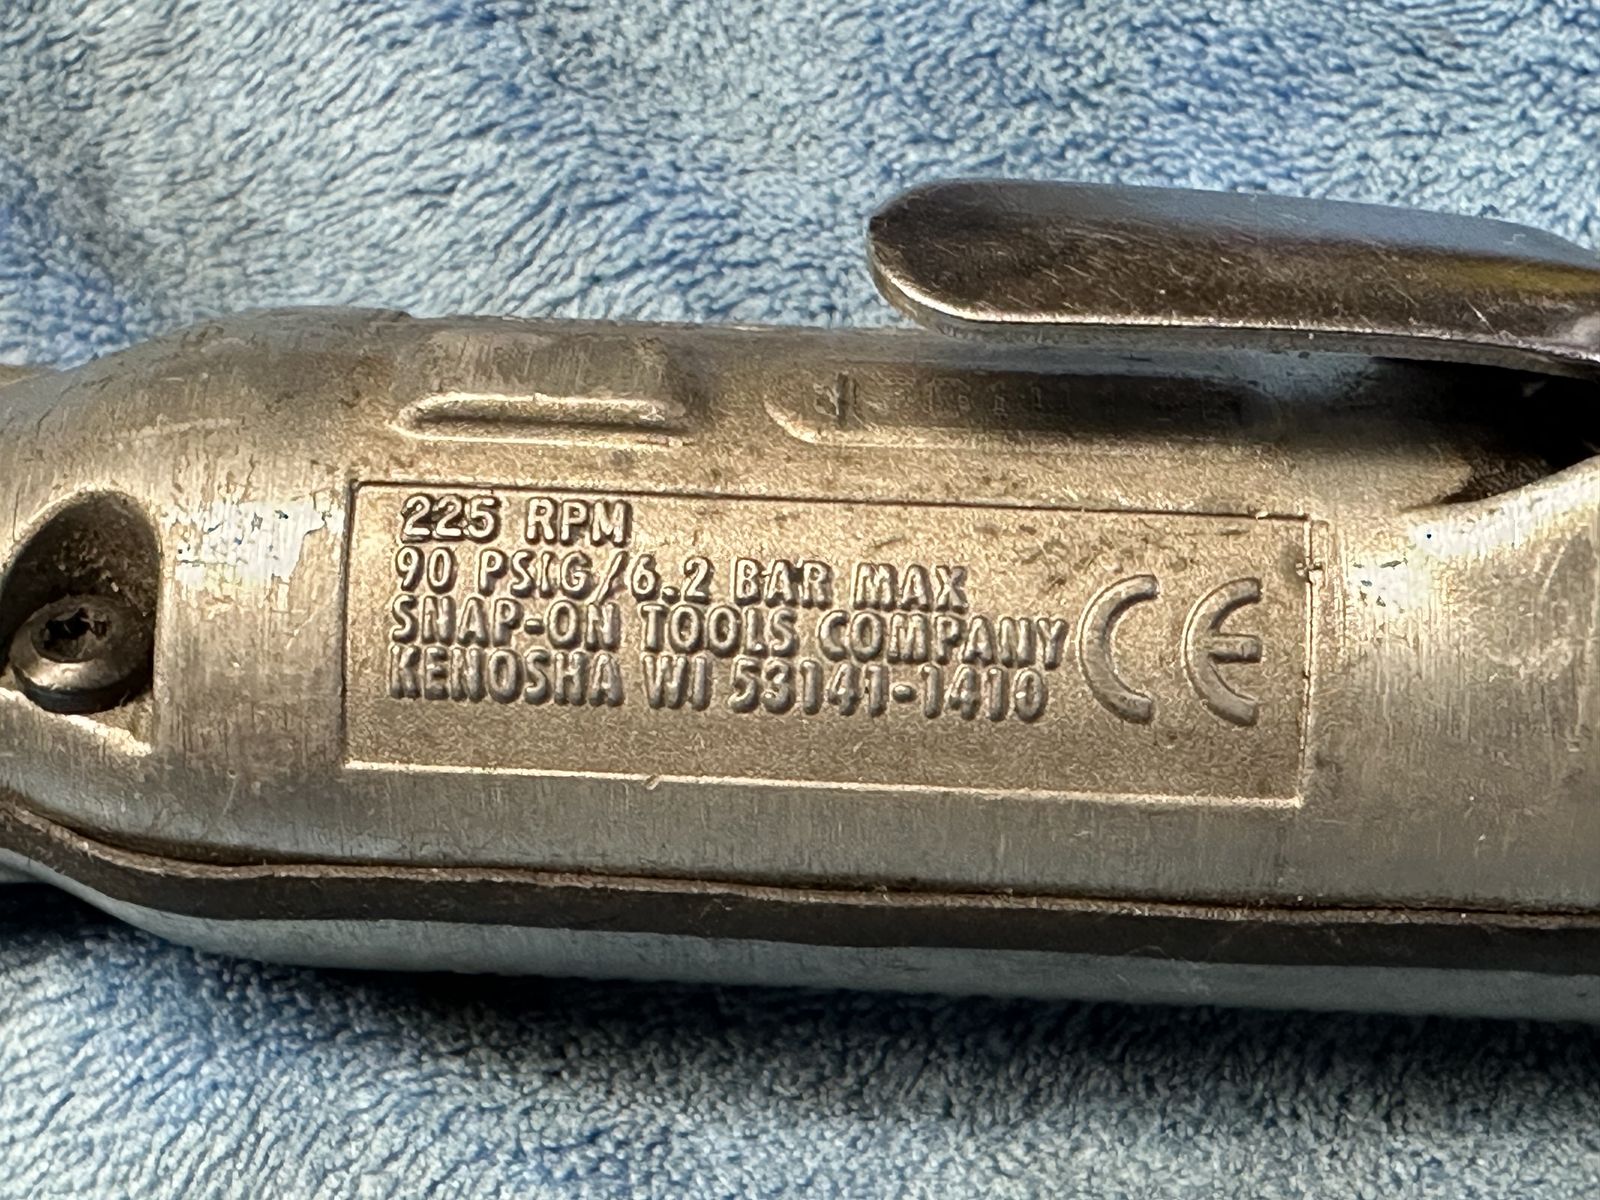 225 RPM
90 PSIG/6.2 BAR MAX
SNAP-ON TOOLS COMPANY
KENOSHA WI 53141-1410
CE